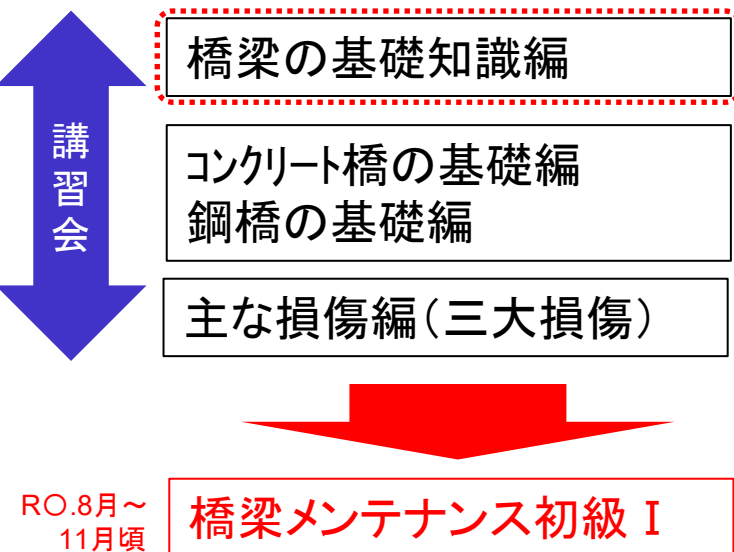 橋梁の基礎知識編
講習会
コンクリート橋の基礎編
鋼橋の基礎編
主な損傷編(三大損傷)
R〇.8月~
11月頃
橋梁メンテナンス初級Ⅰ